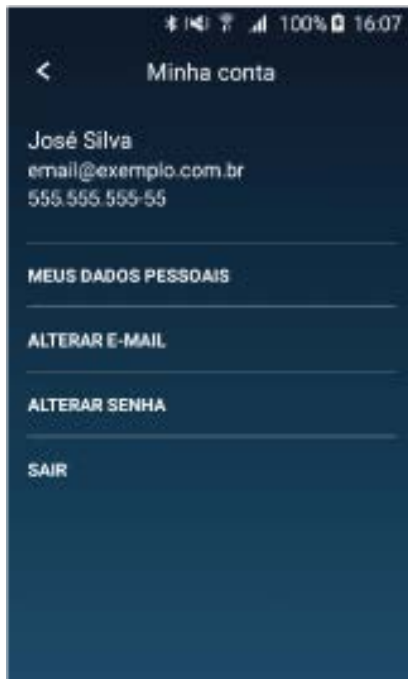 100% 16:07
Minha conta
José Silva
email@exemplo.com.br
555.555.555-55
MEUS DADOS PESSOAIS
ALTERAR E-MAIL
ALTERAR SENHA
SAIR